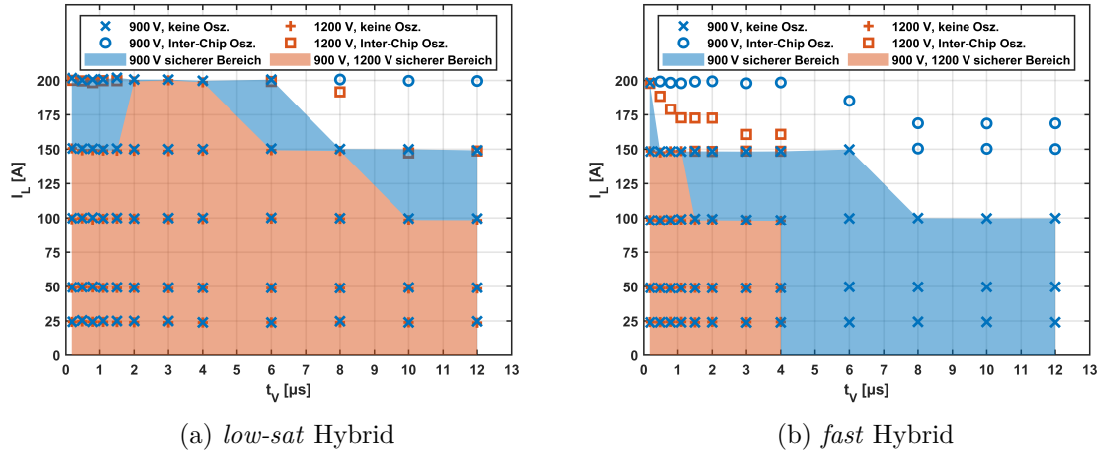 900 V, keine Osz. 1200 V, keine Osz.
900 V, Inter-Chip Osz. 1200 V, Inter-Chip Osz.
900 V sicherer Bereich 900 V, 1200 V sicherer Bereich
200
175
150
125
100
75
50
25
0
I_L [A]
0 1 2 3 4 5 6 7 8 9 10 11 12 13
t_V [µs]
(a) low-sat Hybrid
900 V, keine Osz. 1200 V, keine Osz.
900 V, Inter-Chip Osz. 1200 V, Inter-Chip Osz.
900 V sicherer Bereich 900 V, 1200 V sicherer Bereich
200
175
150
125
100
75
50
25
0
I_L [A]
0 1 2 3 4 5 6 7 8 9 10 11 12 13
t_V [µs]
(b) fast Hybrid